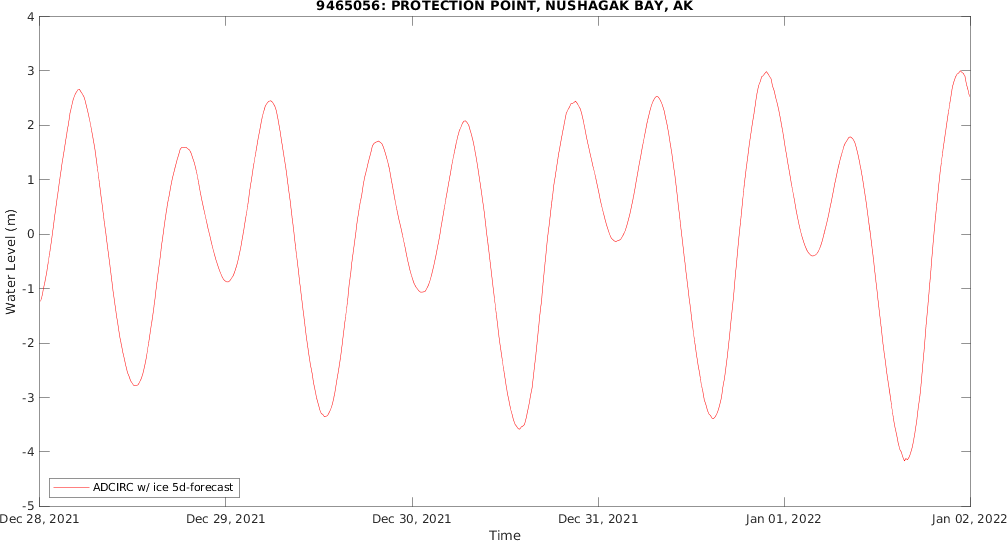 9465056: PROTECTION POINT, NUSHAGAK BAY, AK
4
3
2
1
0
-1
-2
-3
-4
-5
Water Level (m)
ADCIRC w/ ice 5d-forecast
Dec 28, 2021 Dec 29, 2021 Dec 30, 2021 Dec 31, 2021 Jan 01, 2022 Jan 02, 2022
Time